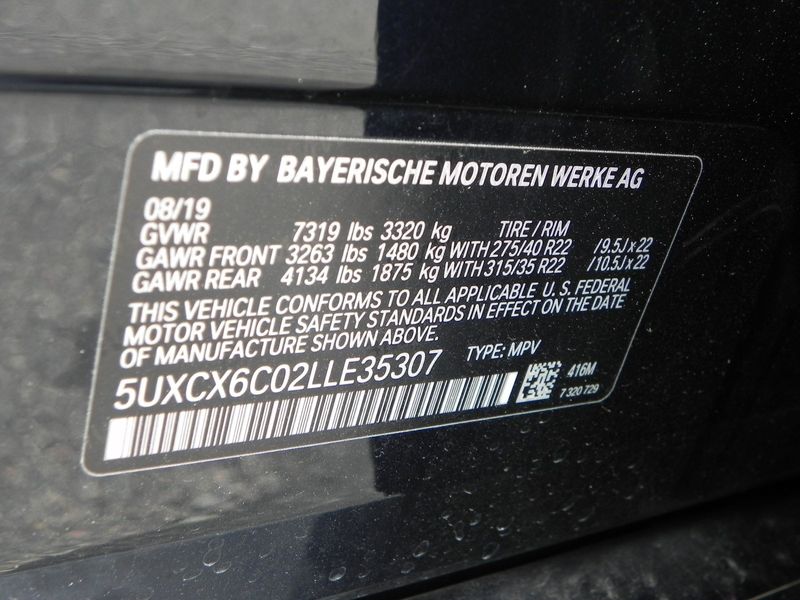 MFD BY BAYERISCHE MOTOREN WERKE AG
08/19
GVWR 7319 lbs 3320 kg TIRE / RIM
GAWR FRONT 3263 lbs 1480 kg WITH 275/40 R22 /9.5J x 22
GAWR REAR 4134 lbs 1875 kg WITH 315/35 R22 /10.5J x 22
THIS VEHICLE CONFORMS TO ALL APPLICABLE U.S. FEDERAL
MOTOR VEHICLE SAFETY STANDARDS IN EFFECT ON THE DATE
OF MANUFACTURE SHOWN ABOVE.
5UXCX6C02LLE35307 TYPE: MPV
416M
7 320 729